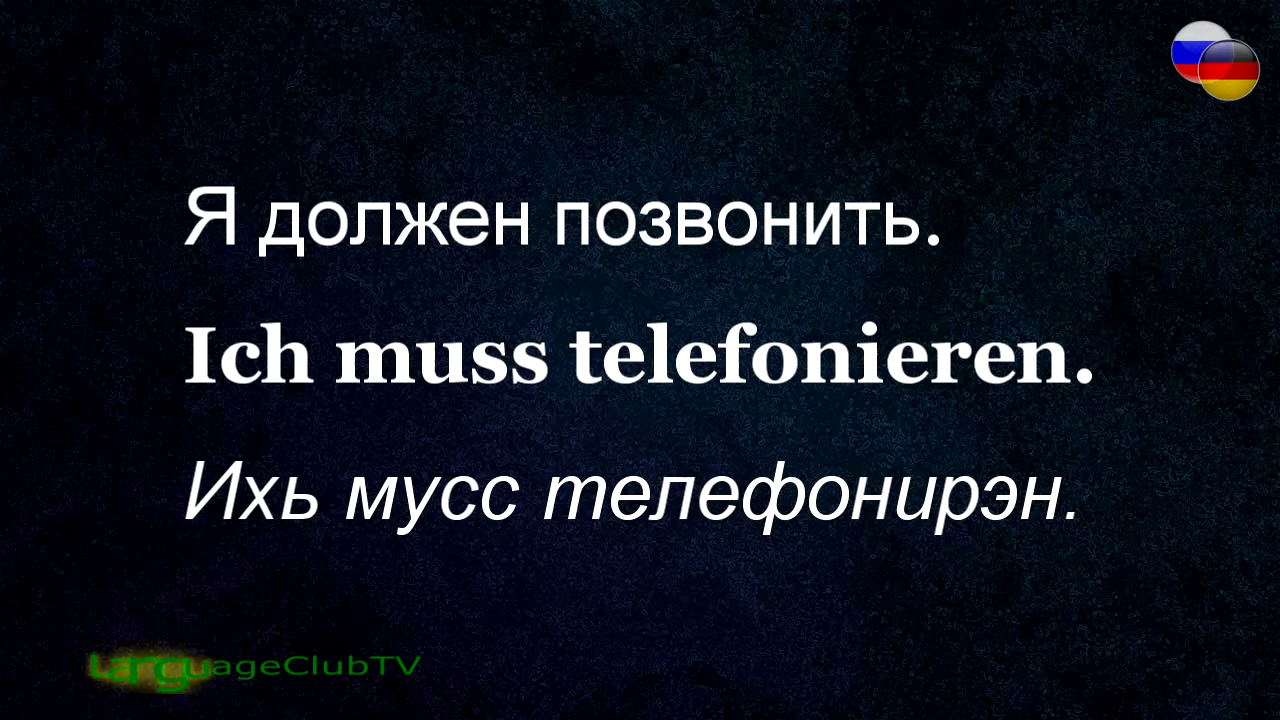 Я должен позвонить.
Ich muss telefonieren.
Ихь мусс телефонирэн.
LanguageClubTV